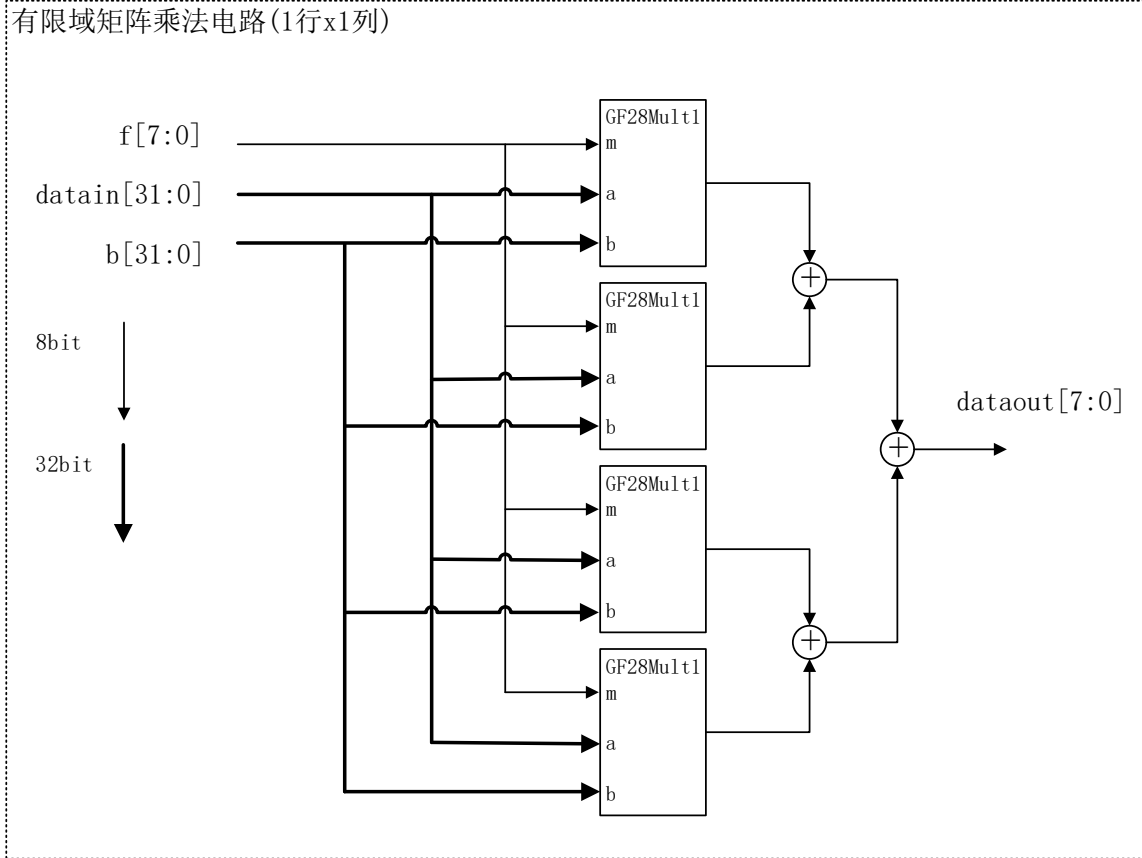 有限域矩阵乘法电路(1行x1列)
f[7:0]
datain[31:0]
b[31:0]
8bit
32bit
GF28Mult1
m
a
b
GF28Mult1
m
a
b
GF28Mult1
m
a
b
GF28Mult1
m
a
b
dataout[7:0]